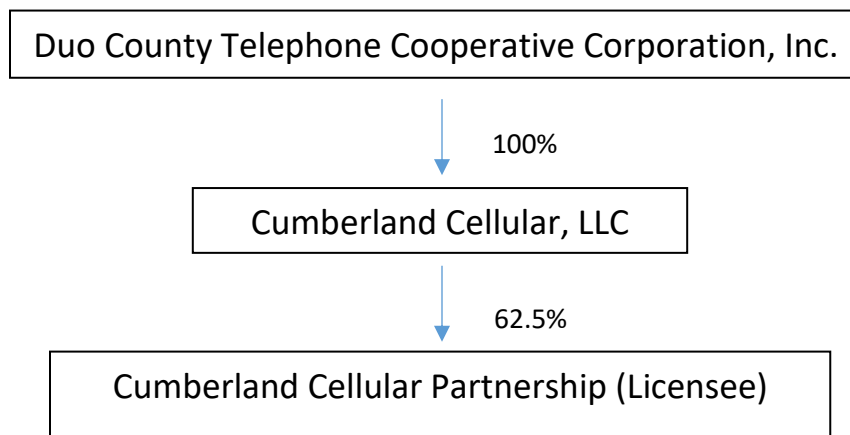 Duo County Telephone Cooperative Corporation, Inc.
100%
Cumberland Cellular, LLC
62.5%
Cumberland Cellular Partnership (Licensee)